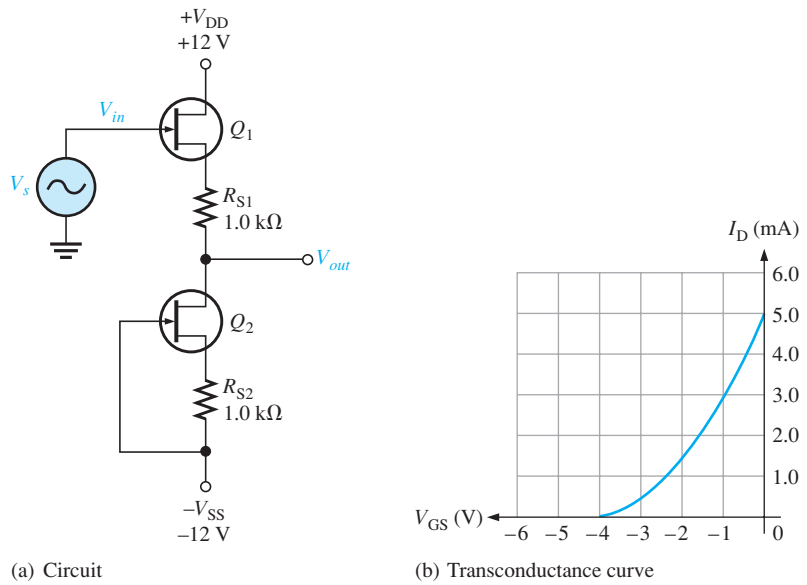 +V_DD
+12 V
V_in
Q_1
V_s
R_S1
1.0 kΩ
V_out
Q_2
R_S2
1.0 kΩ
–V_SS
–12 V
(a) Circuit
I_D (mA)
6.0
5.0
4.0
3.0
2.0
1.0
V_GS (V)
–6 –5 –4 –3 –2 –1 0
(b) Transconductance curve